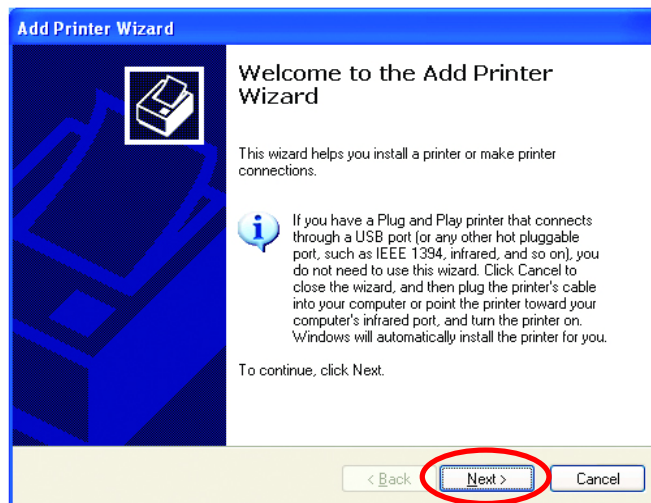 Add Printer Wizard
Welcome to the Add Printer
Wizard
This wizard helps you install a printer or make printer
connections.
If you have a Plug and Play printer that connects
through a USB port (or any other hot pluggable
port, such as IEEE 1394, infrared, and so on), you
do not need to use this wizard. Click Cancel to
close the wizard, and then plug the printer's cable
into your computer or point the printer toward your
computer's infrared port, and turn the printer on.
Windows will automatically install the printer for you.
To continue, click Next.
< Back Next > Cancel